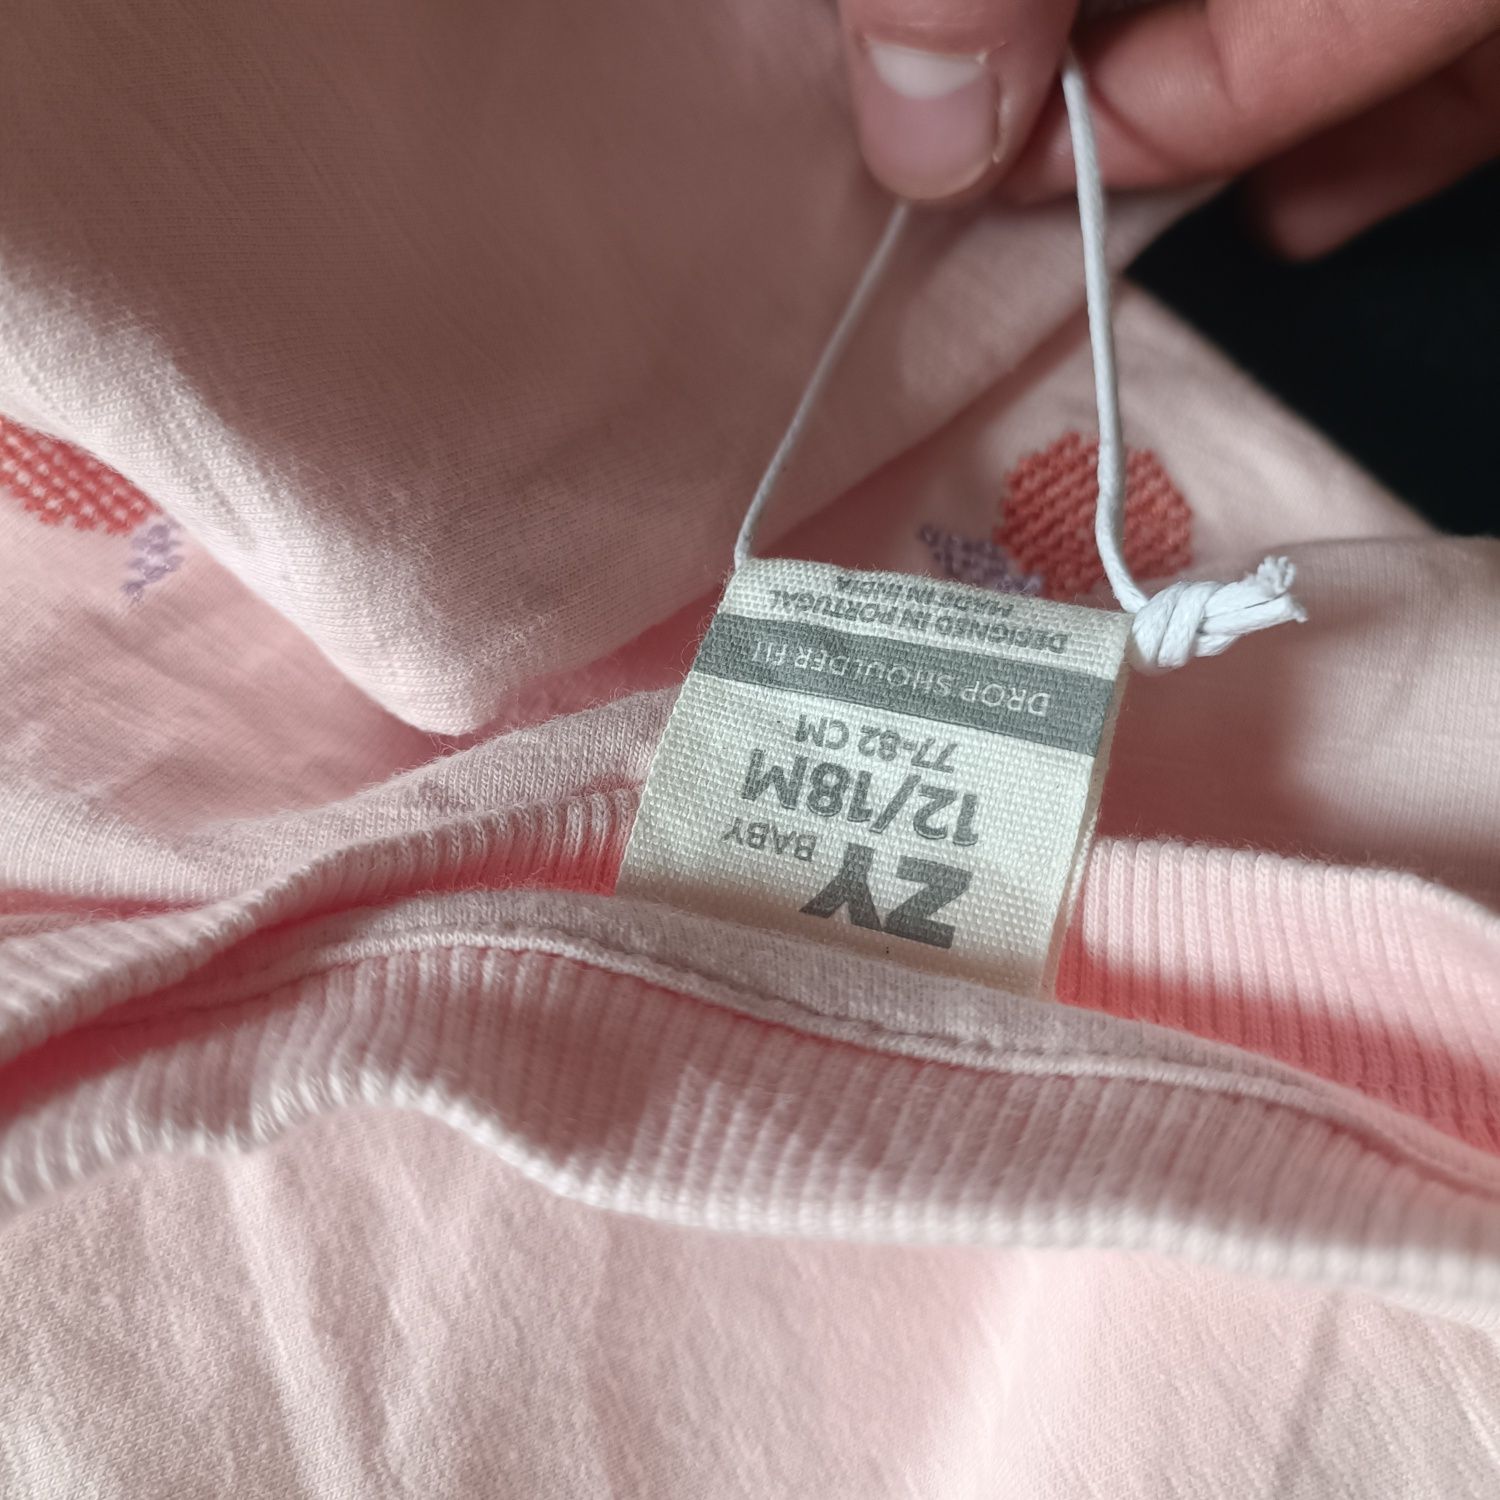 ZY
BABY
12/18M
77-82 CM
DROP SHOULDER FIT
DESIGNED IN PORTUGAL
MADE IN INDIA